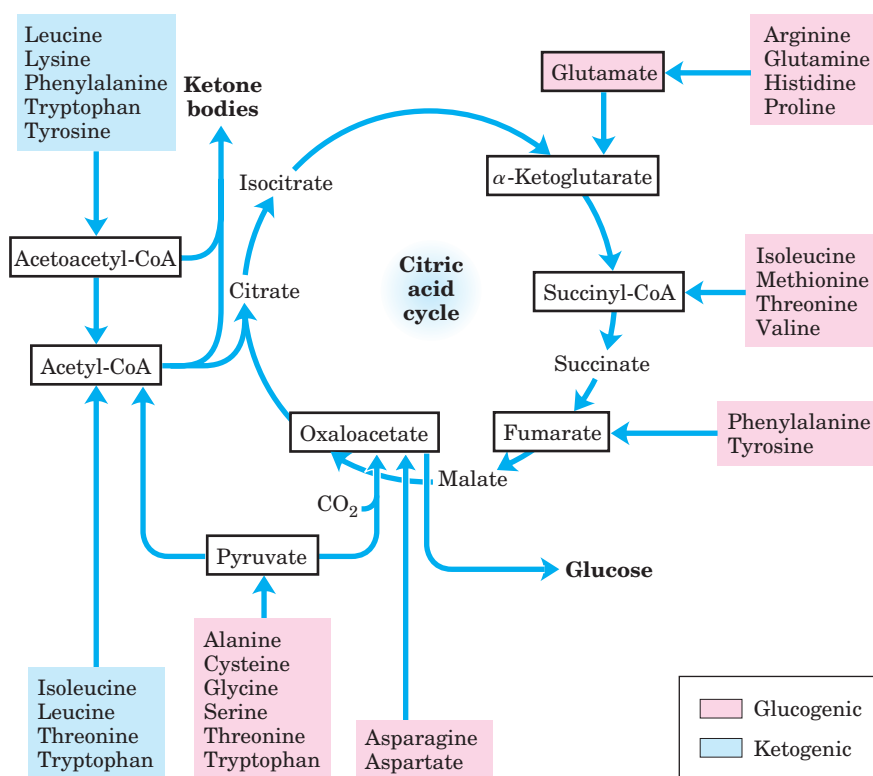 Leucine
Lysine
Phenylalanine
Tryptophan
Tyrosine
Ketone
bodies
Glutamate
Arginine
Glutamine
Histidine
Proline
Isocitrate
α-Ketoglutarate
Acetoacetyl-CoA
Citrate
Citric
acid
cycle
Succinyl-CoA
Isoleucine
Methionine
Threonine
Valine
Acetyl-CoA
Succinate
Oxaloacetate
Fumarate
Phenylalanine
Tyrosine
Malate
CO₂
Pyruvate
Glucose
Isoleucine
Leucine
Threonine
Tryptophan
Alanine
Cysteine
Glycine
Serine
Threonine
Tryptophan
Asparagine
Aspartate
Glucogenic
Ketogenic